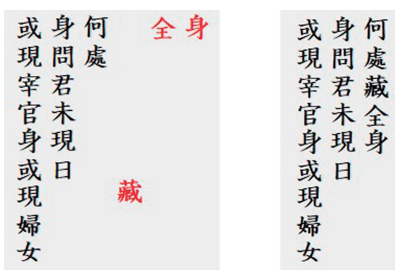 身全
藏
何處
身問君未現日
或現宰官身或現婦女
何處藏全身
身問君未現日
或現宰官身或現婦女